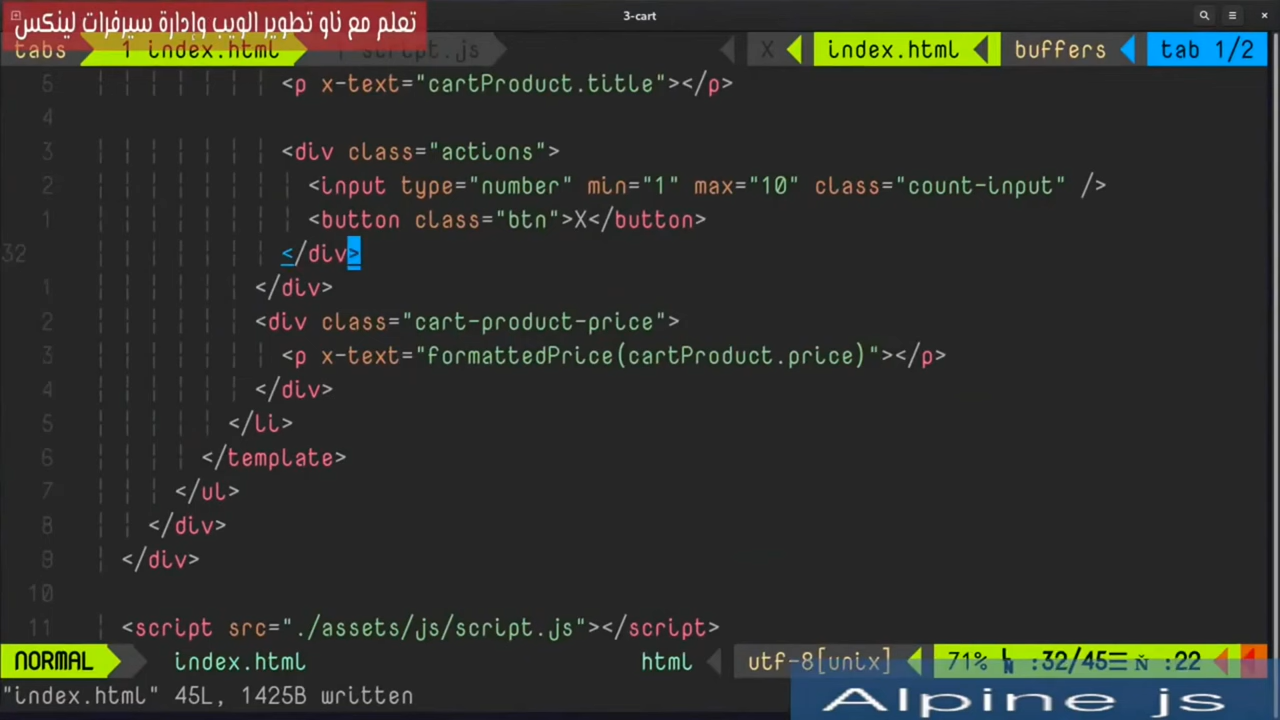 3-cart
تعلم مع ناو تطوير الويب وإدارة سيرفرات لينكس
tabs 1 index.html script.js X index.html buffers tab 1/2
6 <p x-text="cartProduct.title"></p>
4
3 <div class="actions">
2 <input type="number" min="1" max="10" class="count-input" />
1 <button class="btn">X</button>
32 </div>
1 </div>
2 <div class="cart-product-price">
3 <p x-text="formattedPrice(cartProduct.price)"></p>
4 </div>
5 </li>
6 </template>
7 </ul>
8 </div>
9 </div>
10
11 <script src="./assets/js/script.js"></script>
NORMAL index.html html utf-8[unix] 71% :32/45☰ :22
"index.html" 45L, 1425B written
Alpine js